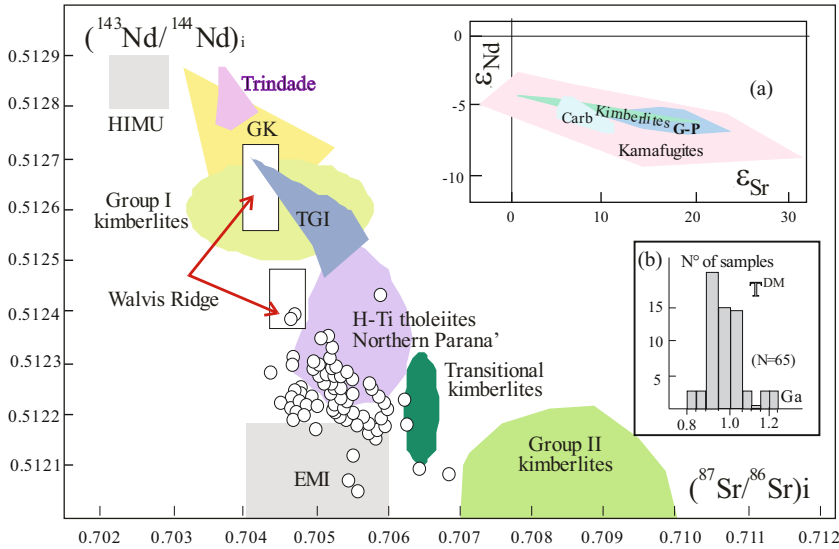 (¹⁴³Nd/¹⁴⁴Nd)i
0.5129
0.5128
0.5127
0.5126
0.5125
0.5124
0.5123
0.5122
0.5121
HIMU
Trindade
GK
Group I
kimberlites
TGI
Walvis Ridge
H-Ti tholeiites
Northern Parana'
Transitional
kimberlites
EMI
Group II
kimberlites
(⁸⁷Sr/⁸⁶Sr)i
0.702
0.703
0.704
0.705
0.706
0.707
0.708
0.709
0.710
0.711
0.712
(a)
εNd
0
-5
-10
Carb
Kimberlites
G-P
Kamafugites
εSr
0
10
20
30
(b)
N° of samples
TDM
15
10
5
(N=65)
Ga
0.8
1.0
1.2